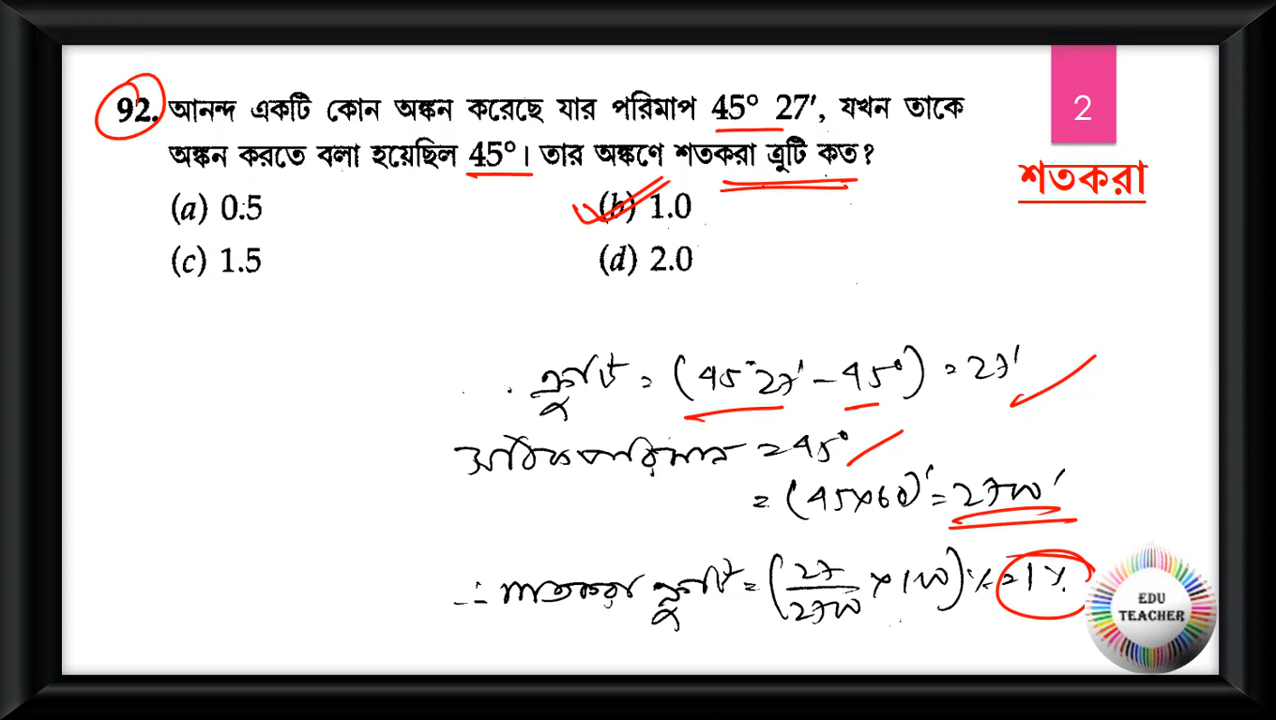 92. আনন্দ একটি কোন অঙ্কন করেছে যার পরিমাপ 45° 27′, যখন তাকে
অঙ্কন করতে বলা হয়েছিল 45°। তার অঙ্কণে শতকরা ত্রুটি কত?
(a) 0.5
(b) 1.0
(c) 1.5
(d) 2.0
2
শতকরা
ত্রুটি = (45°27′ – 45°) = 27′
= 45°
= (45×60)′ = 2700′
∴ শতকরা ত্রুটি = (27/2700 × 100)% = 1%
EDU
TEACHER